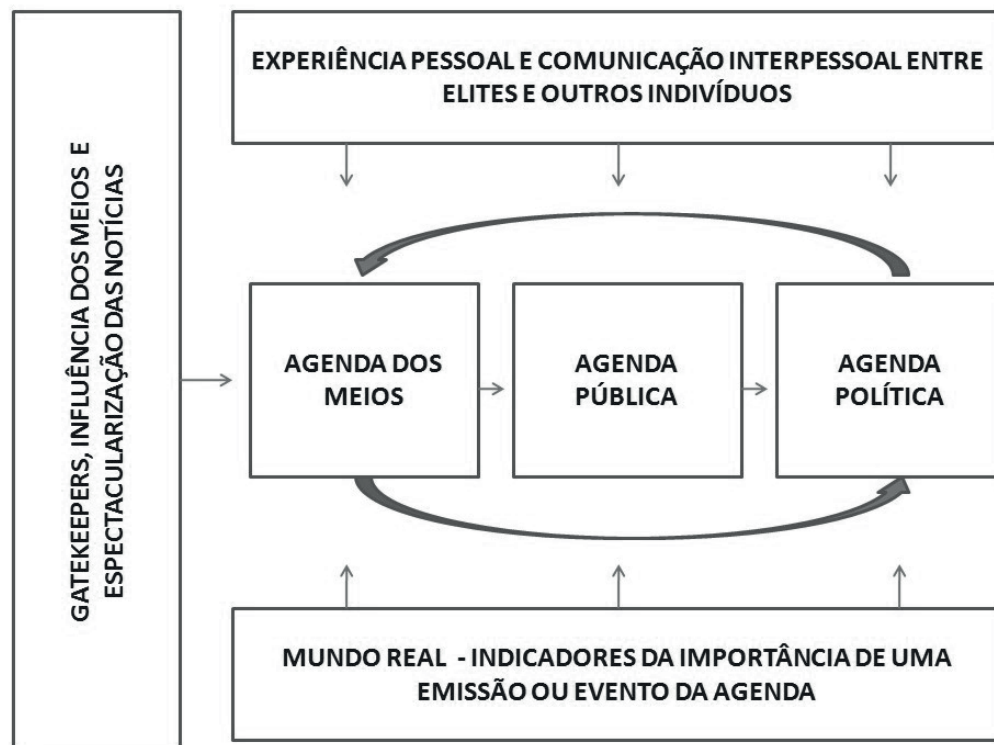 GATEKEEPERS, INFLUÊNCIA DOS MEIOS E
ESPECTACULARIZAÇÃO DAS NOTÍCIAS
EXPERIÊNCIA PESSOAL E COMUNICAÇÃO INTERPESSOAL ENTRE
ELITES E OUTROS INDIVÍDUOS
AGENDA DOS
MEIOS
AGENDA
PÚBLICA
AGENDA
POLÍTICA
MUNDO REAL - INDICADORES DA IMPORTÂNCIA DE UMA
EMISSÃO OU EVENTO DA AGENDA